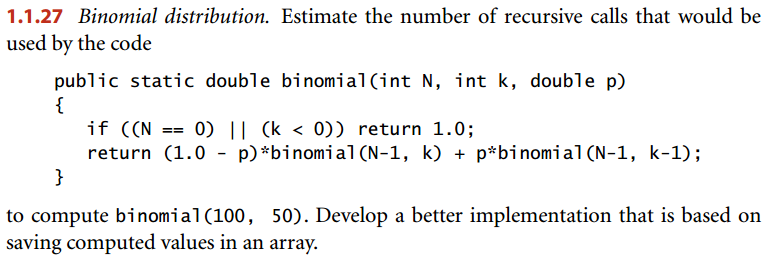 1.1.27 Binomial distribution. Estimate the number of recursive calls that would be
used by the code
public static double binomial(int N, int k, double p)
{
if ((N == 0) || (k < 0)) return 1.0;
return (1.0 - p)*binomial(N-1, k) + p*binomial(N-1, k-1);
}
to compute binomial(100, 50). Develop a better implementation that is based on
saving computed values in an array.